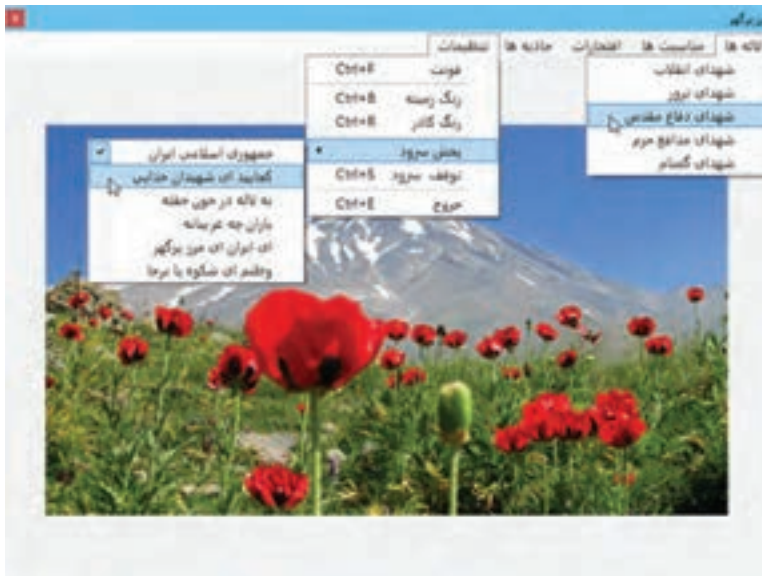 پرگهر
لاله ها مناسبت ها افتخارات جاذبه ها تنظیمات
شهدای انقلاب
شهدای ترور
شهدای دفاع مقدس
شهدای مدافع حرم
شهدای گمنام
فونت Ctrl+F
رنگ زمینه Ctrl+B
رنگ کادر Ctrl+R
پخش سرود
توقف سرود Ctrl+S
خروج Ctrl+E
جمهوری اسلامی ایران
کجایید ای شهیدان خدایی
به لاله در خون خفته
یاران چه غریبانه
ای ایران ای مرز پرگهر
وطنم ای شکوه پا برجا